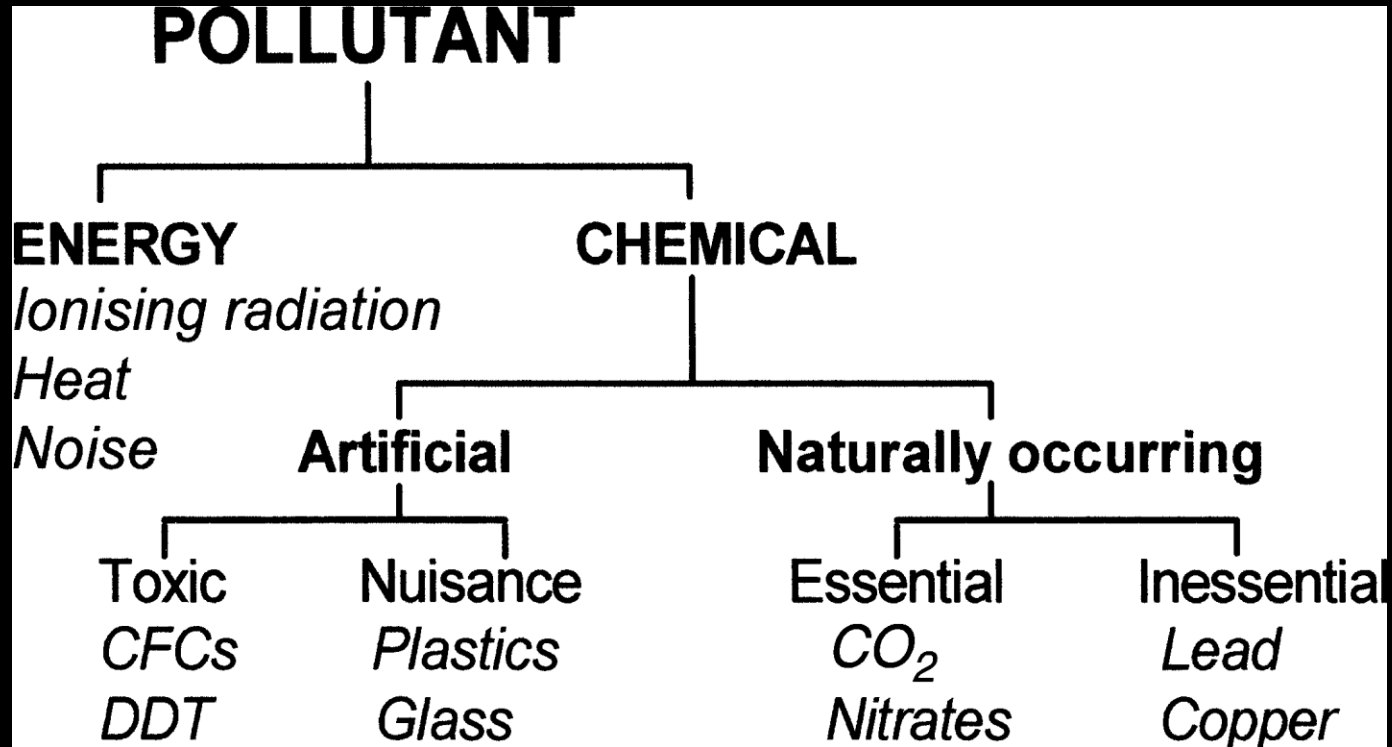 POLLUTANT
ENERGY CHEMICAL
Ionising radiation
Heat
Noise Artificial Naturally occurring
Toxic Nuisance Essential Inessential
CFCs Plastics CO₂ Lead
DDT Glass Nitrates Copper